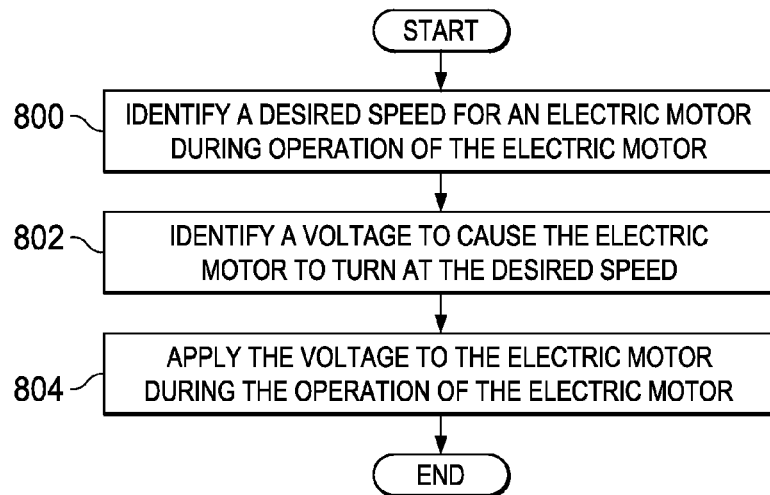 START
800
IDENTIFY A DESIRED SPEED FOR AN ELECTRIC MOTOR
DURING OPERATION OF THE ELECTRIC MOTOR
802
IDENTIFY A VOLTAGE TO CAUSE THE ELECTRIC
MOTOR TO TURN AT THE DESIRED SPEED
804
APPLY THE VOLTAGE TO THE ELECTRIC MOTOR
DURING THE OPERATION OF THE ELECTRIC MOTOR
END